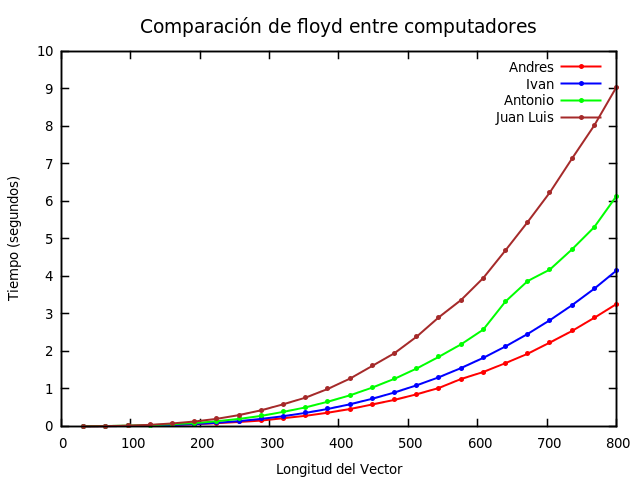 Comparación de floyd entre computadores
10
9
8
7
6
5
4
3
2
1
0
Tiempo (segundos)
Andres
Ivan
Antonio
Juan Luis
0 100 200 300 400 500 600 700 800
Longitud del Vector